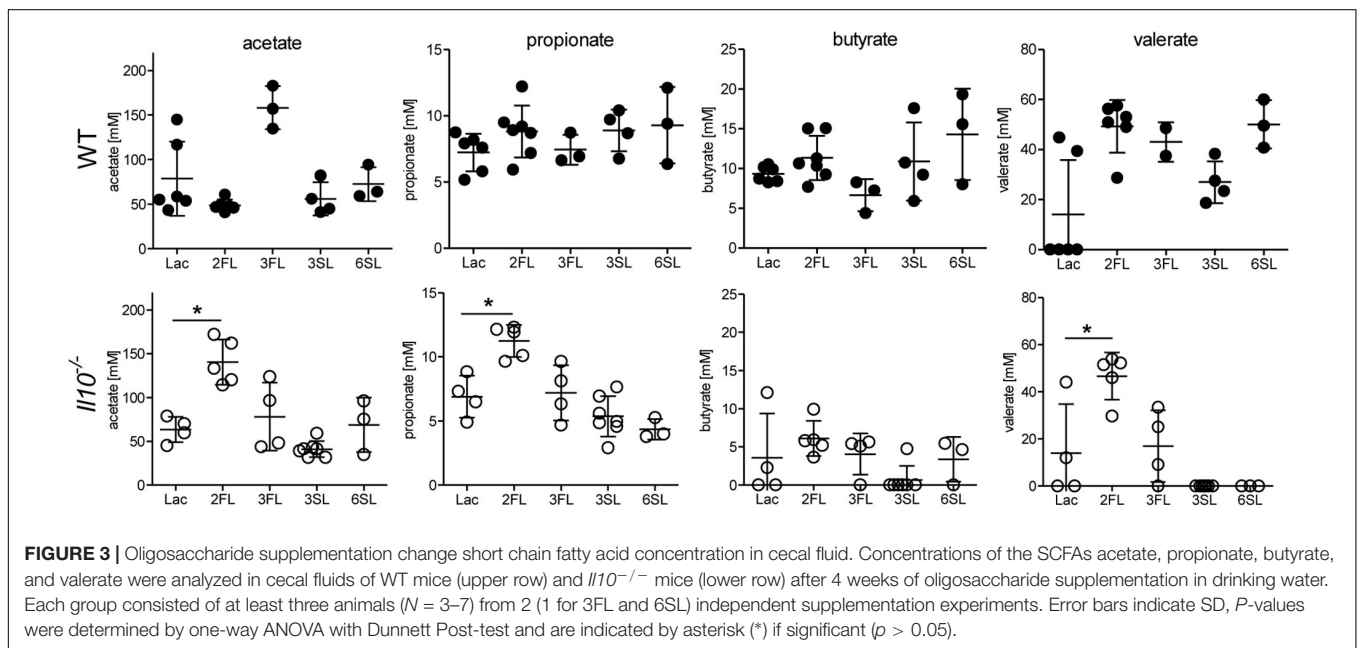 acetate
propionate
butyrate
valerate
WT
acetate [mM]
200
150
100
50
0
Lac 2FL 3FL 3SL 6SL
propionate [mM]
15
10
5
0
Lac 2FL 3FL 3SL 6SL
butyrate [mM]
25
20
15
10
5
0
Lac 2FL 3FL 3SL 6SL
valerate [mM]
80
60
40
20
0
Lac 2FL 3FL 3SL 6SL
Il10-/-
acetate [mM]
200
150
100
50
0
*
Lac 2FL 3FL 3SL 6SL
propionate [mM]
15
10
5
0
*
Lac 2FL 3FL 3SL 6SL
butyrate [mM]
25
20
15
10
5
0
Lac 2FL 3FL 3SL 6SL
valerate [mM]
80
60
40
20
0
*
Lac 2FL 3FL 3SL 6SL
FIGURE 3 | Oligosaccharide supplementation change short chain fatty acid concentration in cecal fluid. Concentrations of the SCFAs acetate, propionate, butyrate,
and valerate were analyzed in cecal fluids of WT mice (upper row) and Il10−/− mice (lower row) after 4 weeks of oligosaccharide supplementation in drinking water.
Each group consisted of at least three animals (N = 3–7) from 2 (1 for 3FL and 6SL) independent supplementation experiments. Error bars indicate SD, P-values
were determined by one-way ANOVA with Dunnett Post-test and are indicated by asterisk (*) if significant (p > 0.05).